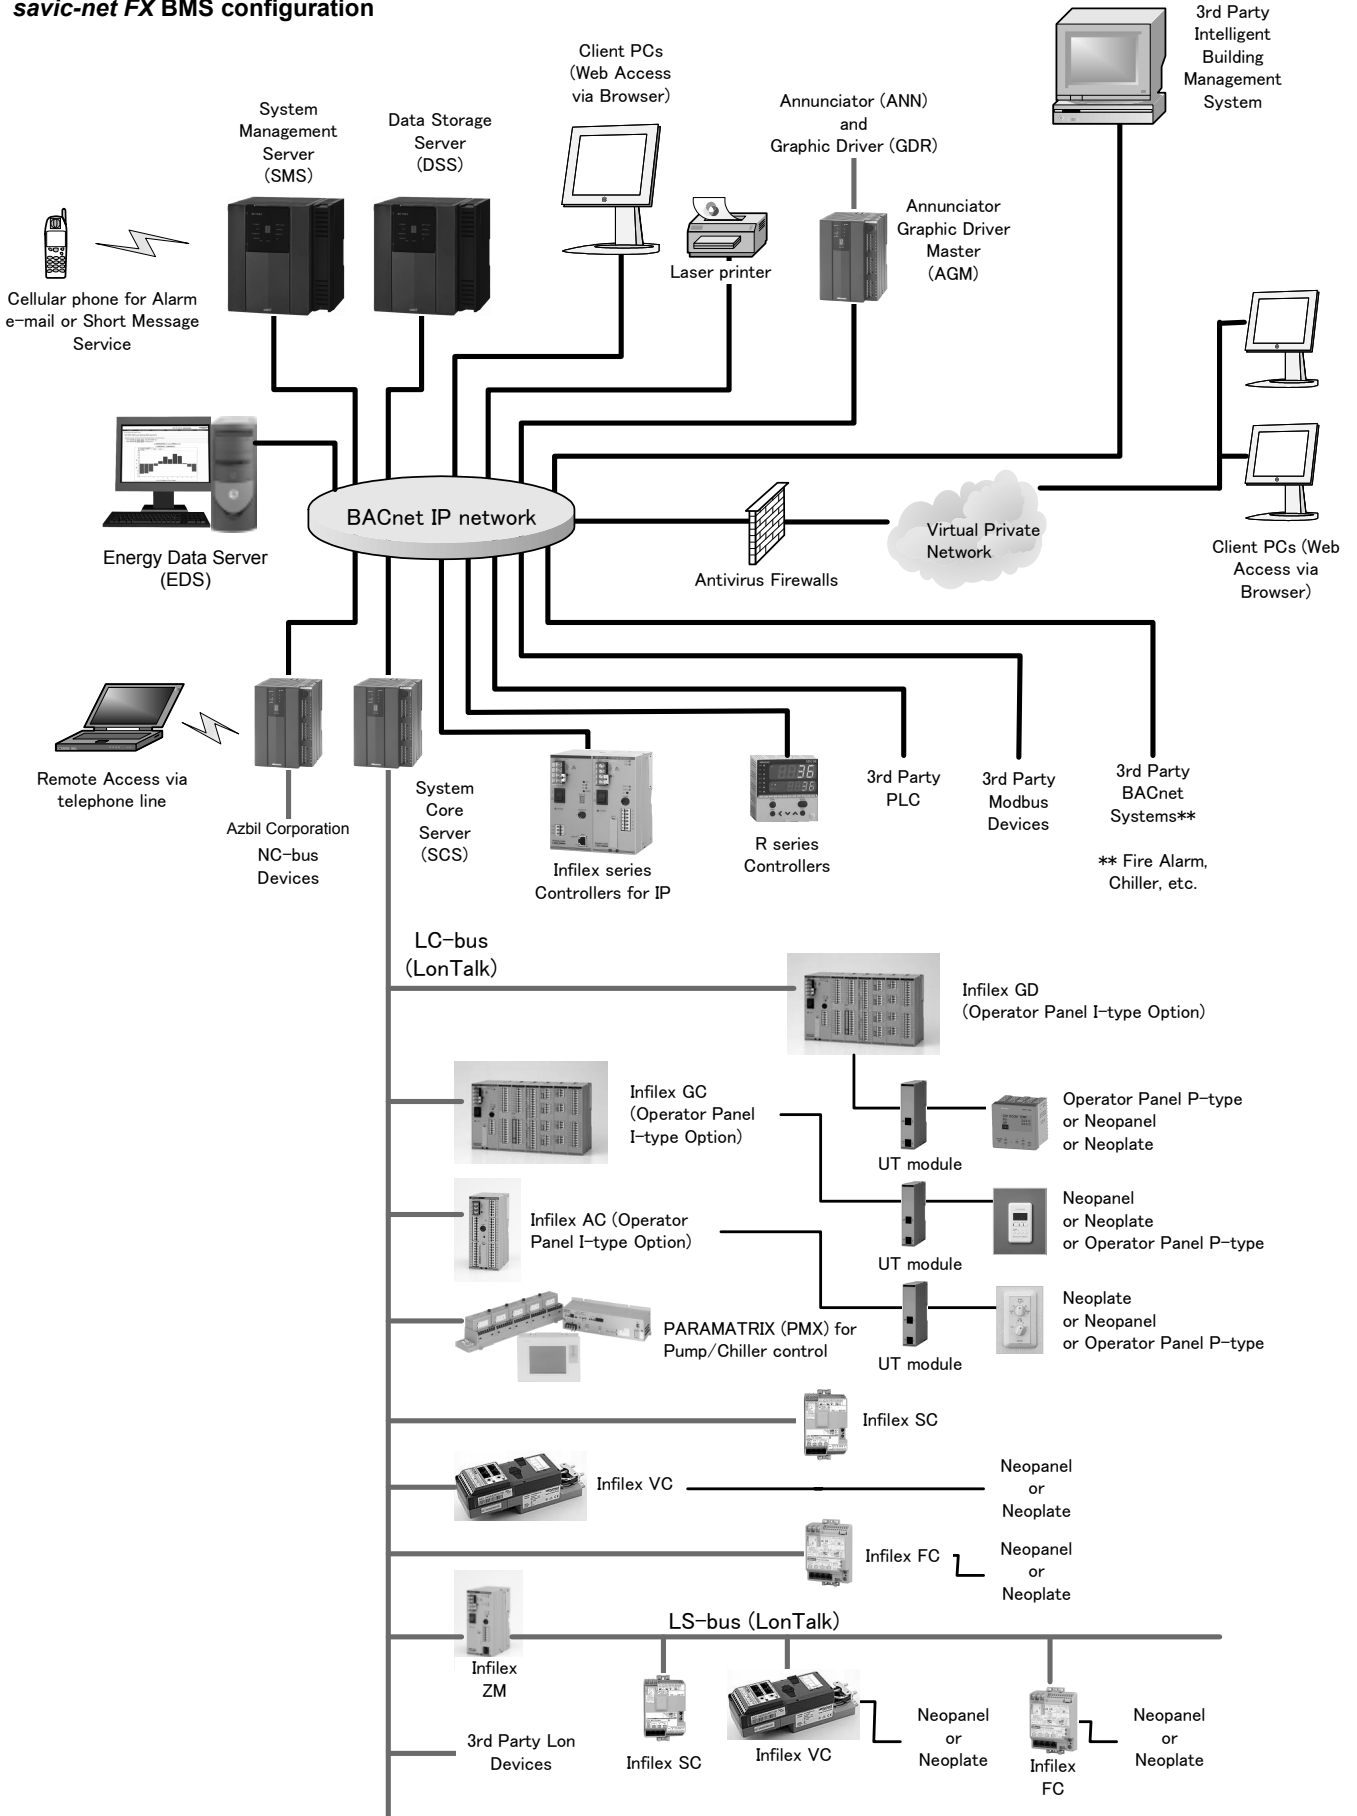 savic-net FX BMS configuration
3rd Party
Intelligent
Building
Management
System
Client PCs
(Web Access
via Browser)
Annunciator (ANN)
and
Graphic Driver (GDR)
System
Management
Server
(SMS)
Data Storage
Server
(DSS)
Annunciator
Graphic Driver
Master
(AGM)
Laser printer
Cellular phone for Alarm
e-mail or Short Message
Service
BACnet IP network
Virtual Private
Network
Antivirus Firewalls
Client PCs (Web
Access via
Browser)
Energy Data Server
(EDS)
Remote Access via
telephone line
Azbil Corporation
NC-bus
Devices
System
Core
Server
(SCS)
Infilex series
Controllers for IP
36
36
R series
Controllers
3rd Party
PLC
3rd Party
Modbus
Devices
3rd Party
BACnet
Systems**
** Fire Alarm,
Chiller, etc.
LC-bus
(LonTalk)
Infilex GD
(Operator Panel I-type Option)
Infilex GC
(Operator Panel
I-type Option)
UT module
Operator Panel P-type
or Neopanel
or Neoplate
Infilex AC (Operator
Panel I-type Option)
UT module
Neopanel
or Neoplate
or Operator Panel P-type
PARAMATRIX (PMX) for
Pump/Chiller control
UT module
Neoplate
or Neopanel
or Operator Panel P-type
Infilex SC
Infilex VC
Neopanel
or
Neoplate
Infilex FC
Neopanel
or
Neoplate
LS-bus (LonTalk)
Infilex
ZM
3rd Party Lon
Devices
Infilex SC
Infilex VC
Neopanel
or
Neoplate
Infilex
FC
Neopanel
or
Neoplate